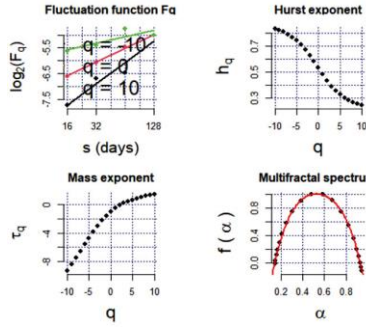 Fluctuation function Fq
log₂(Fq)
-5.5
-6.5
-7.5
q = -10
q = 0
q = 10
16
32
128
s (days)
Hurst exponent
hq
0.7
0.5
0.3
-10
-5
0
5
10
q
Mass exponent
τq
0
-4
-8
-10
-5
0
5
10
q
Multifractal spectrum
f (α)
0.8
0.4
0.0
0.2
0.4
0.6
0.8
α